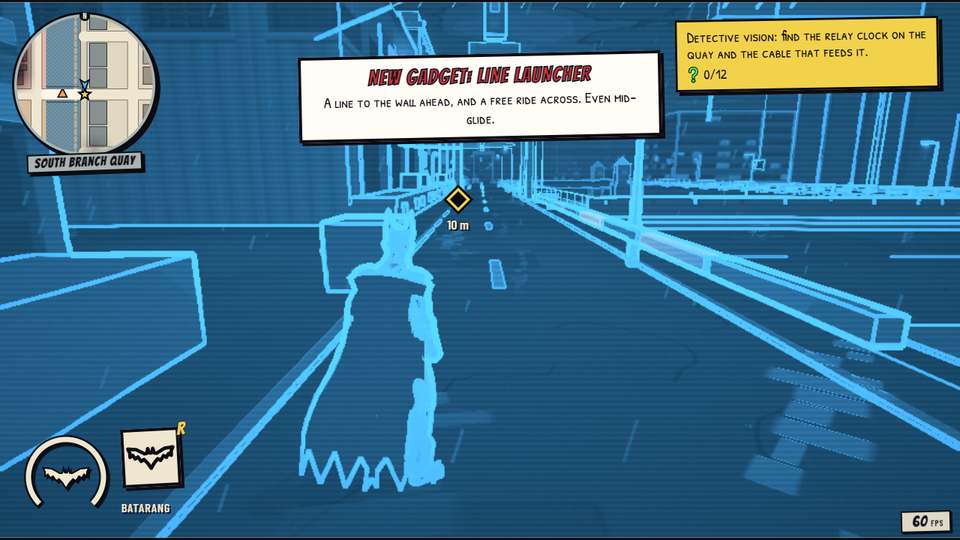 SOUTH BRANCH QUAY
NEW GADGET: LINE LAUNCHER
A LINE TO THE WALL AHEAD, AND A FREE RIDE ACROSS. EVEN MID-
GLIDE.
DETECTIVE VISION: FIND THE RELAY CLOCK ON THE
QUAY AND THE CABLE THAT FEEDS IT.
? 0/12
10 m
R
BATARANG
60 FPS